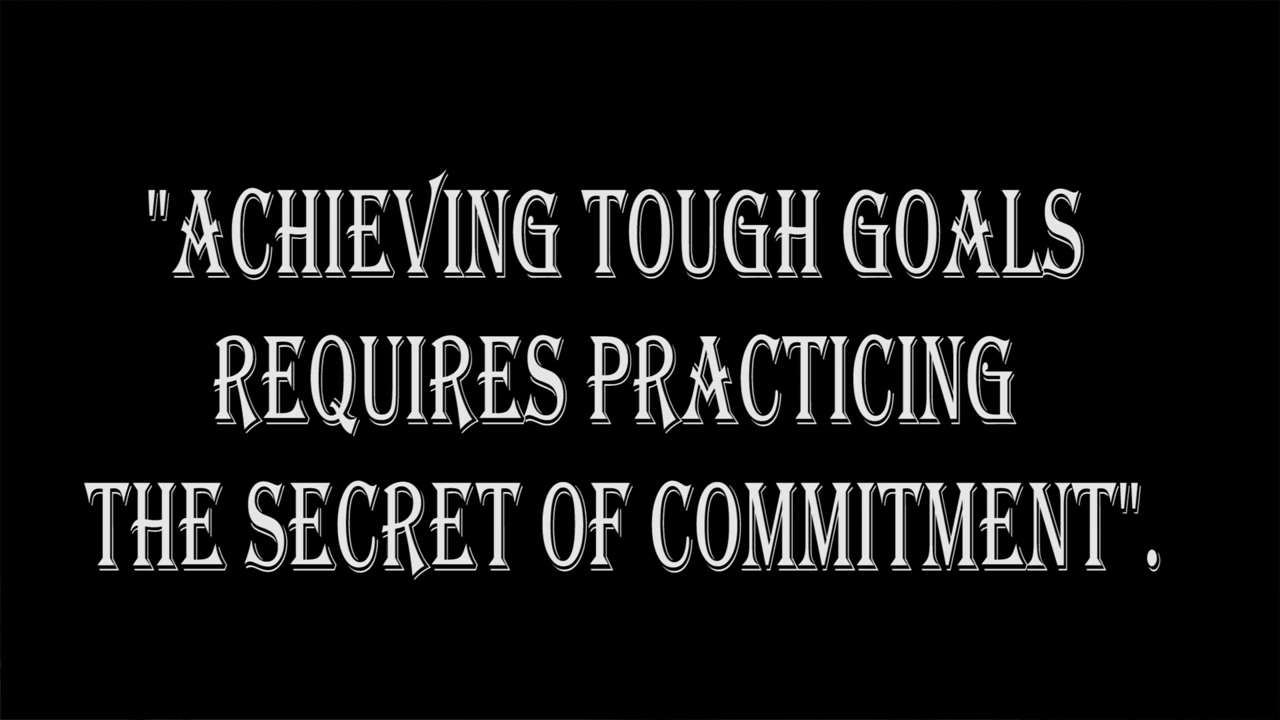 "ACHIEVING TOUGH GOALS
REQUIRES PRACTICING
THE SECRET OF COMMITMENT".